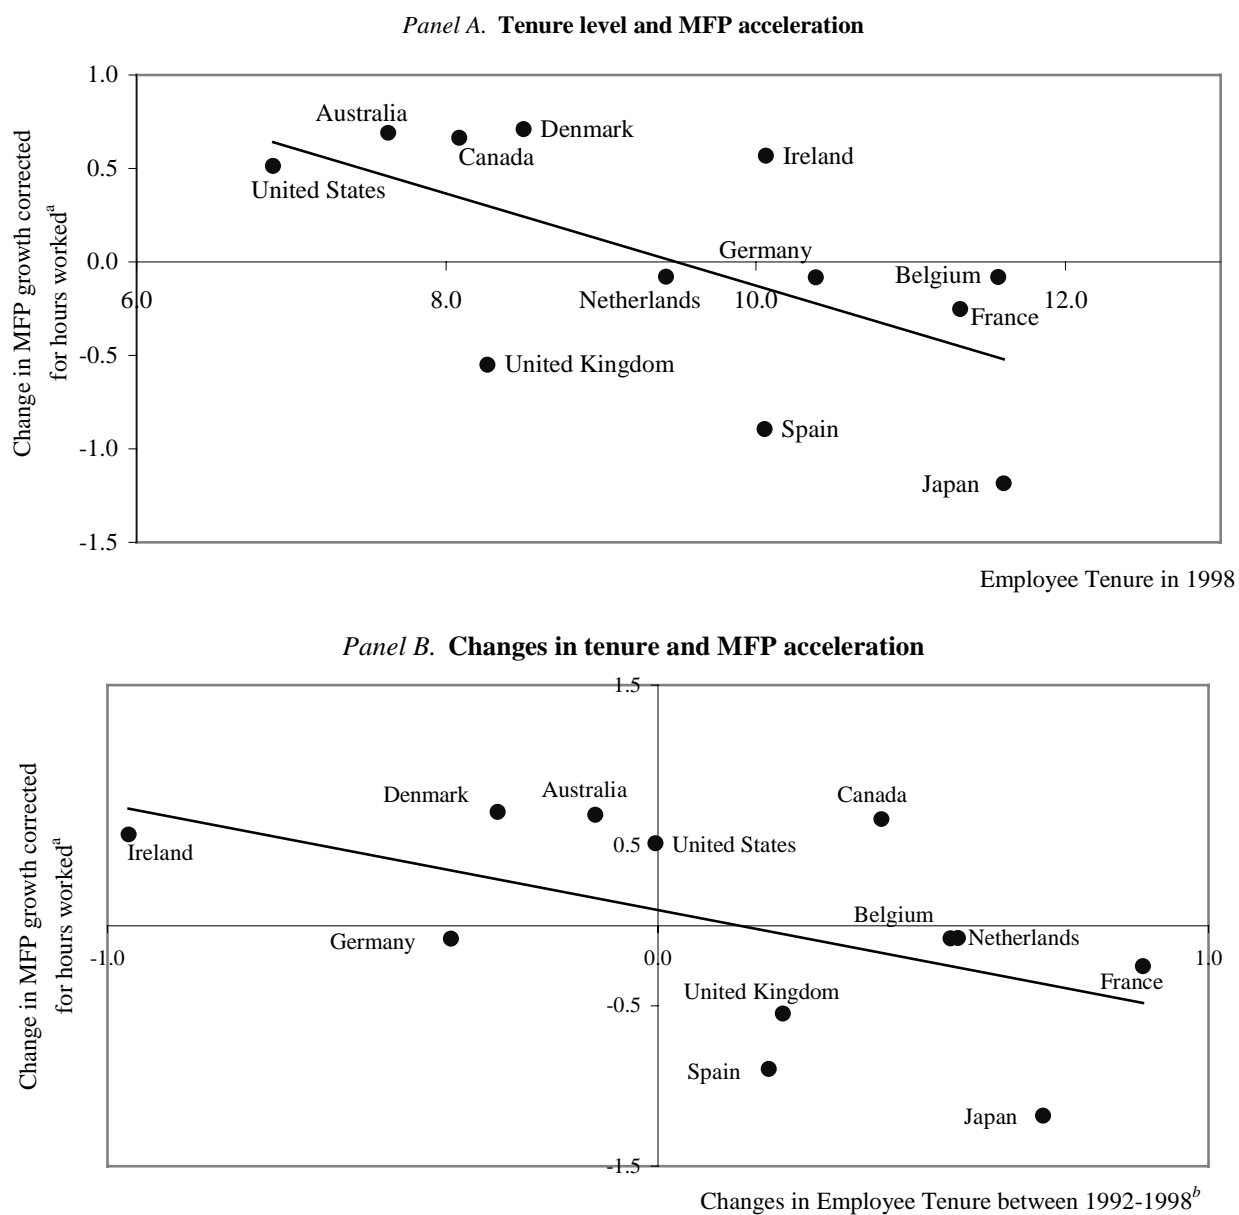 Panel A. Tenure level and MFP acceleration
Change in MFP growth corrected
for hours workedᵃ
1.0
0.5
0.0
-0.5
-1.0
-1.5
Australia
Denmark
Canada
Ireland
United States
Germany
Belgium
6.0
8.0
Netherlands
10.0
12.0
France
United Kingdom
Spain
Japan
Employee Tenure in 1998
Panel B. Changes in tenure and MFP acceleration
Change in MFP growth corrected
for hours workedᵃ
1.5
Denmark
Australia
Canada
0.5
United States
Ireland
Belgium
Germany
Netherlands
-1.0
0.0
1.0
France
United Kingdom
-0.5
Spain
Japan
-1.5
Changes in Employee Tenure between 1992-1998ᵇ